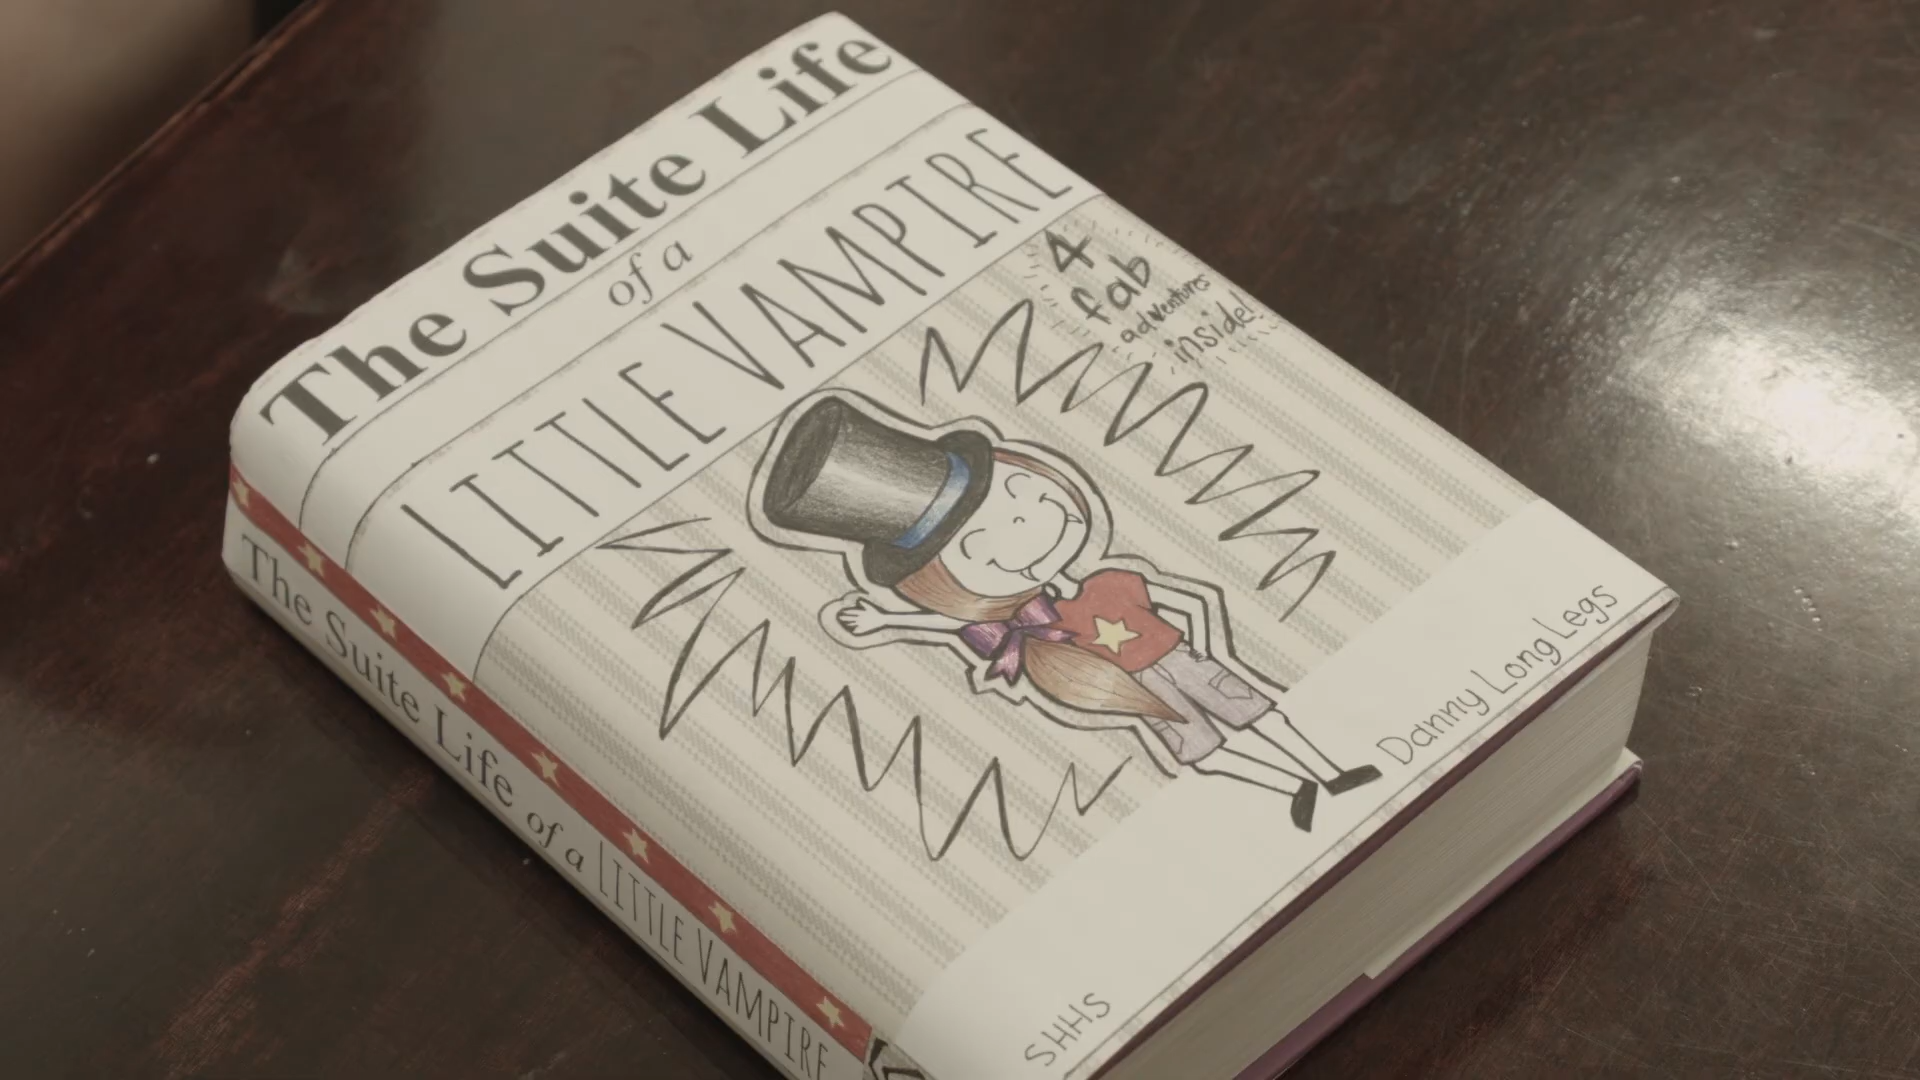 The Suite Life
of a
LITTLE VAMPIRE
4
fab
adventures
inside!
Danny Long Legs
SHHS
The Suite Life of a LITTLE VAMPIRE